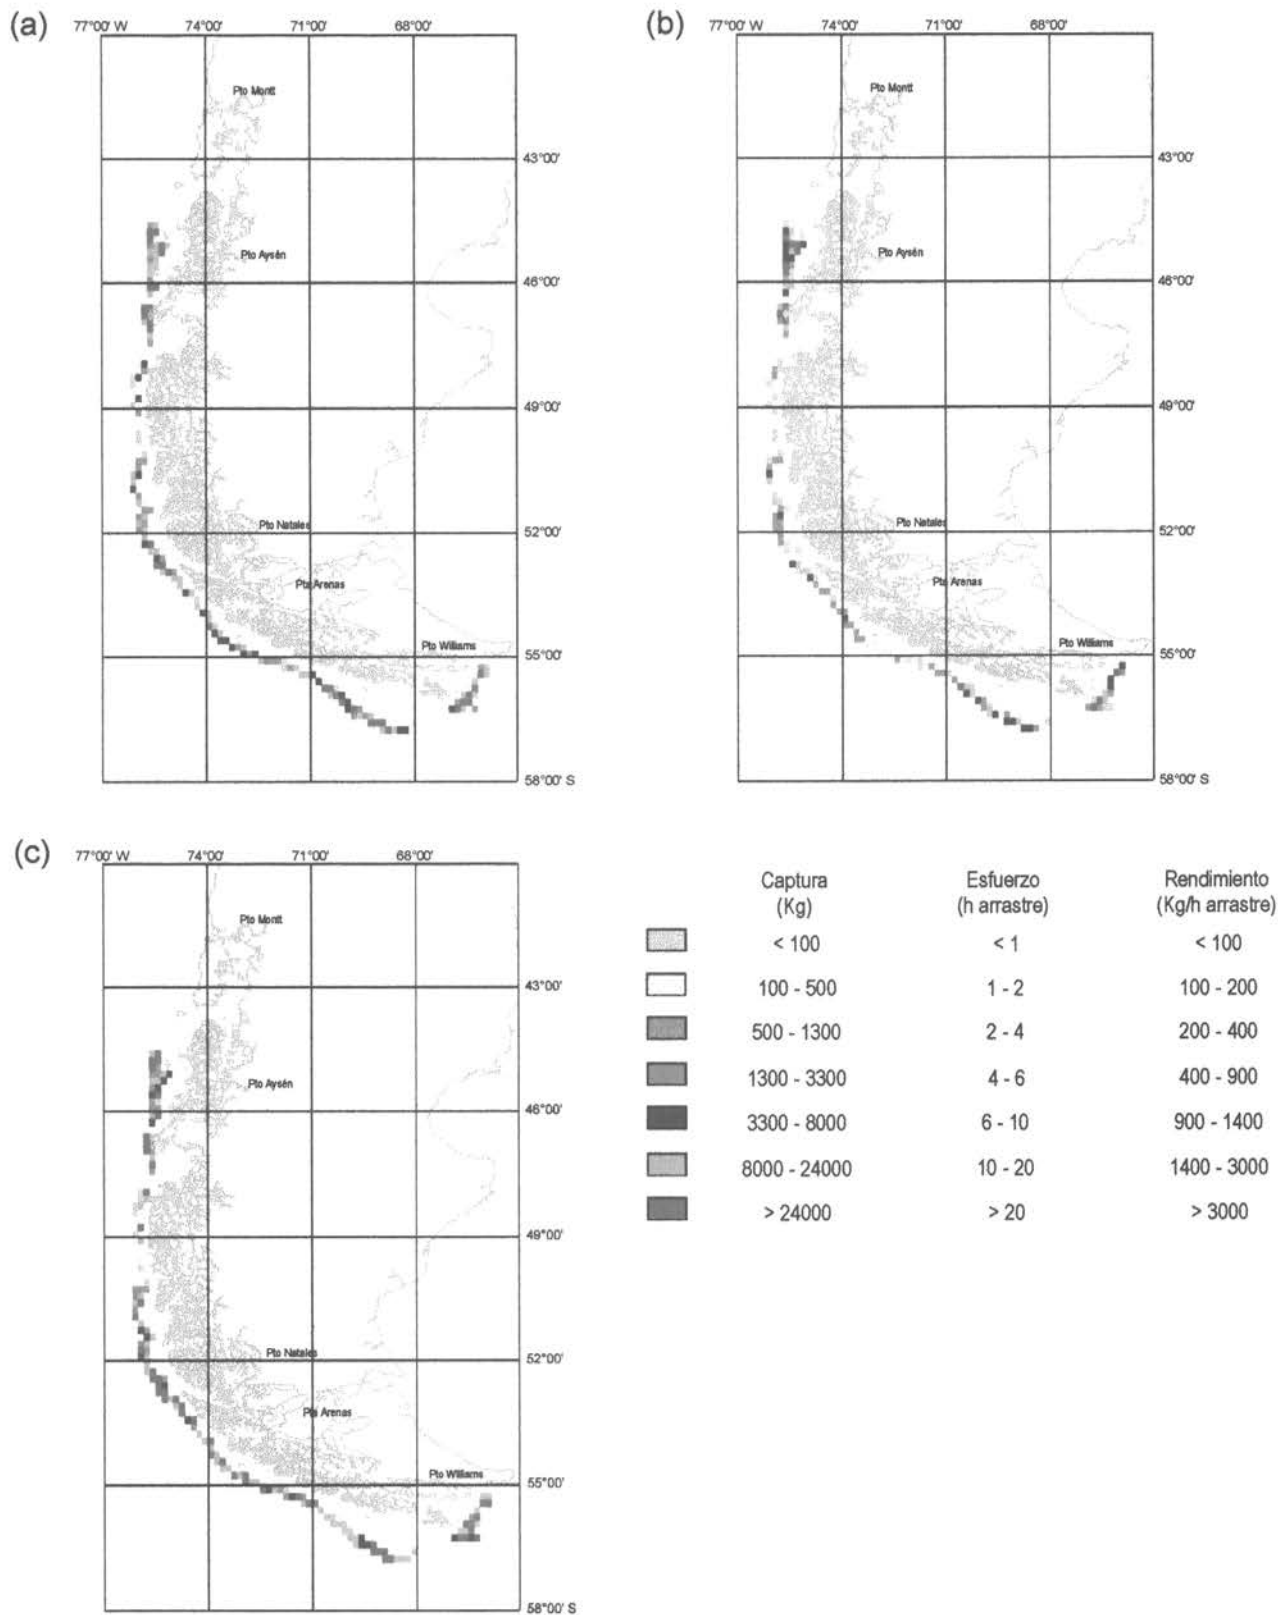 (a)
77°00' W 74°00' 71°00' 68°00'
Pto Montt
43°00'
Pto Aysén
46°00'
49°00'
Pto Natales
52°00'
Pta Arenas
Pto Williams
55°00'
58°00' S
(b)
77°00' W 74°00' 71°00' 68°00'
Pto Montt
43°00'
Pto Aysén
46°00'
49°00'
Pto Natales
52°00'
Pta Arenas
Pto Williams
55°00'
58°00' S
(c)
77°00' W 74°00' 71°00' 68°00'
Pto Montt
43°00'
Pto Aysén
46°00'
49°00'
Pto Natales
52°00'
Pta Arenas
Pto Williams
55°00'
58°00' S
Captura Esfuerzo Rendimiento
(Kg) (h arrastre) (Kg/h arrastre)
< 100 < 1 < 100
100 - 500 1 - 2 100 - 200
500 - 1300 2 - 4 200 - 400
1300 - 3300 4 - 6 400 - 900
3300 - 8000 6 - 10 900 - 1400
8000 - 24000 10 - 20 1400 - 3000
> 24000 > 20 > 3000